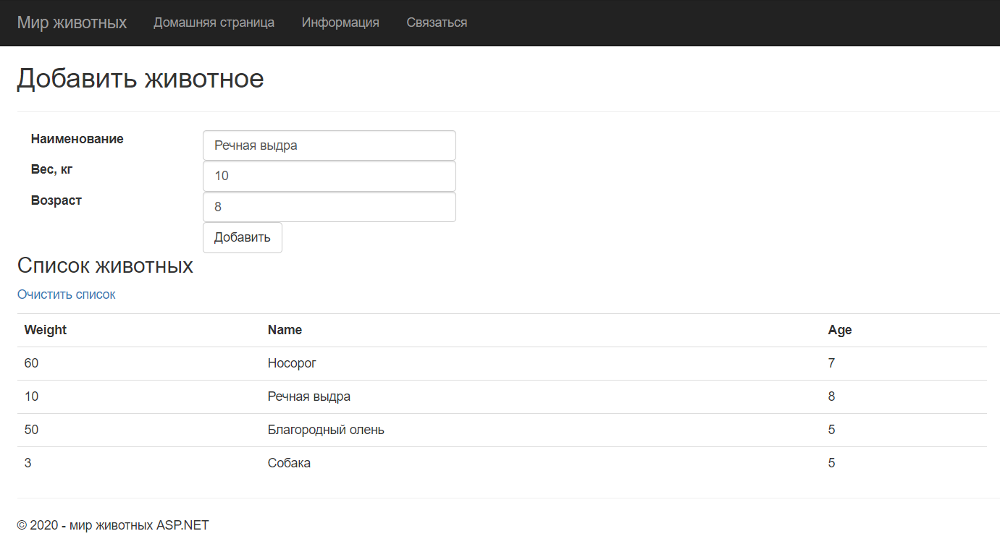 Мир животных Домашняя страница Информация Связаться
Добавить животное
Наименование Речная выдра
Вес, кг 10
Возраст 8
Добавить
Список животных
Очистить список
Weight Name Age
60 Носорог 7
10 Речная выдра 8
50 Благородный олень 5
3 Собака 5
© 2020 - мир животных ASP.NET